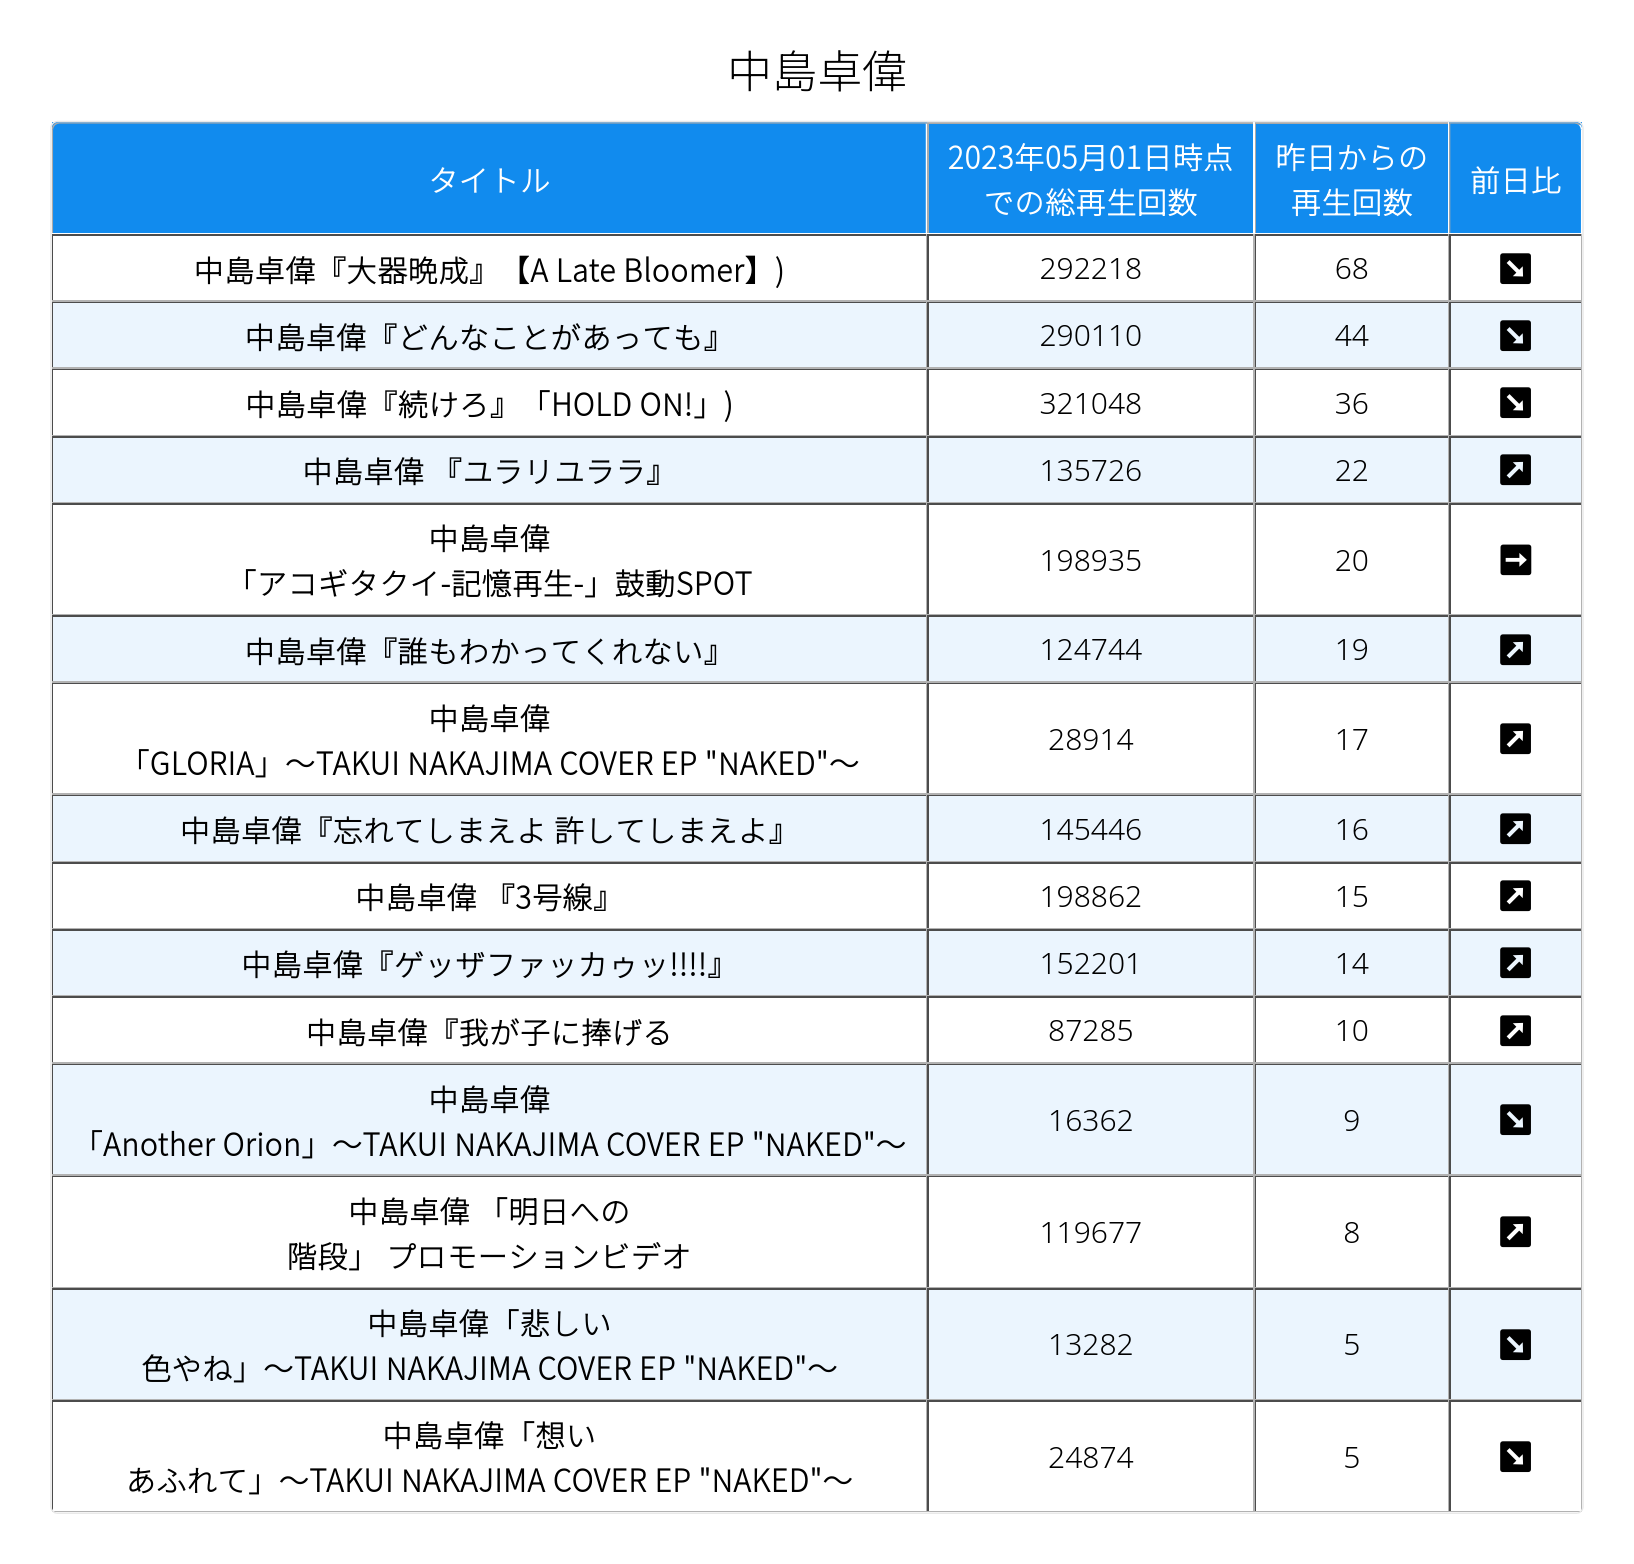 中島卓偉
タイトル
2023年05月01日時点
での総再生回数
昨日からの
再生回数
前日比
中島卓偉『大器晩成』【A Late Bloomer】)
292218
68
中島卓偉『どんなことがあっても』
290110
44
中島卓偉『続けろ』「HOLD ON!」)
321048
36
中島卓偉 『ユラリユララ』
135726
22
中島卓偉
「アコギタクイ-記憶再生-」鼓動SPOT
198935
20
中島卓偉『誰もわかってくれない』
124744
19
中島卓偉
「GLORIA」～TAKUI NAKAJIMA COVER EP "NAKED"～
28914
17
中島卓偉『忘れてしまえよ 許してしまえよ』
145446
16
中島卓偉 『3号線』
198862
15
中島卓偉『ゲッザファッカゥッ!!!!』
152201
14
中島卓偉『我が子に捧げる
87285
10
中島卓偉
「Another Orion」～TAKUI NAKAJIMA COVER EP "NAKED"～
16362
9
中島卓偉 「明日への
階段」 プロモーションビデオ
119677
8
中島卓偉「悲しい
色やね」～TAKUI NAKAJIMA COVER EP "NAKED"～
13282
5
中島卓偉「想い
あふれて」～TAKUI NAKAJIMA COVER EP "NAKED"～
24874
5